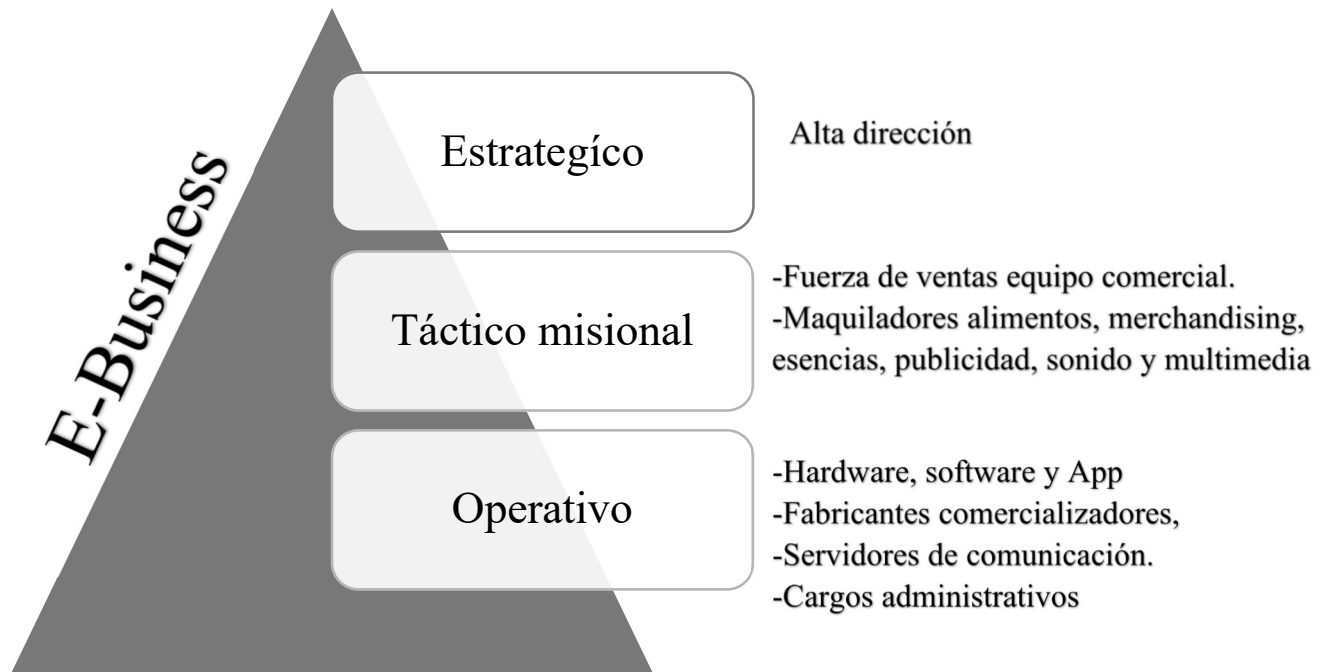 E-Business
Estrategíco
Alta dirección
Táctico misional
-Fuerza de ventas equipo comercial.
-Maquiladores alimentos, merchandising,
esencias, publicidad, sonido y multimedia
Operativo
-Hardware, software y App
-Fabricantes comercializadores,
-Servidores de comunicación.
-Cargos administrativos